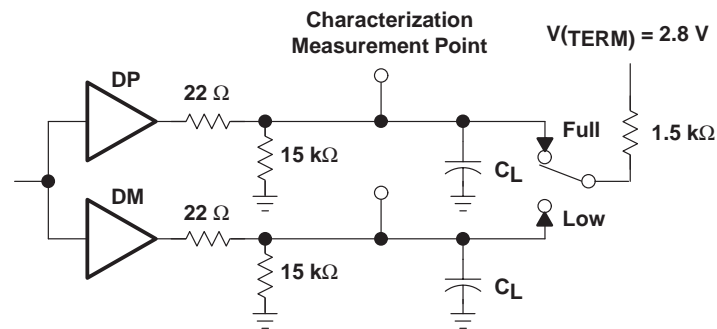 Characterization
Measurement Point
V(TERM) = 2.8 V
DP
22 Ω
Full
1.5 kΩ
15 kΩ
CL
DM
22 Ω
Low
15 kΩ
CL